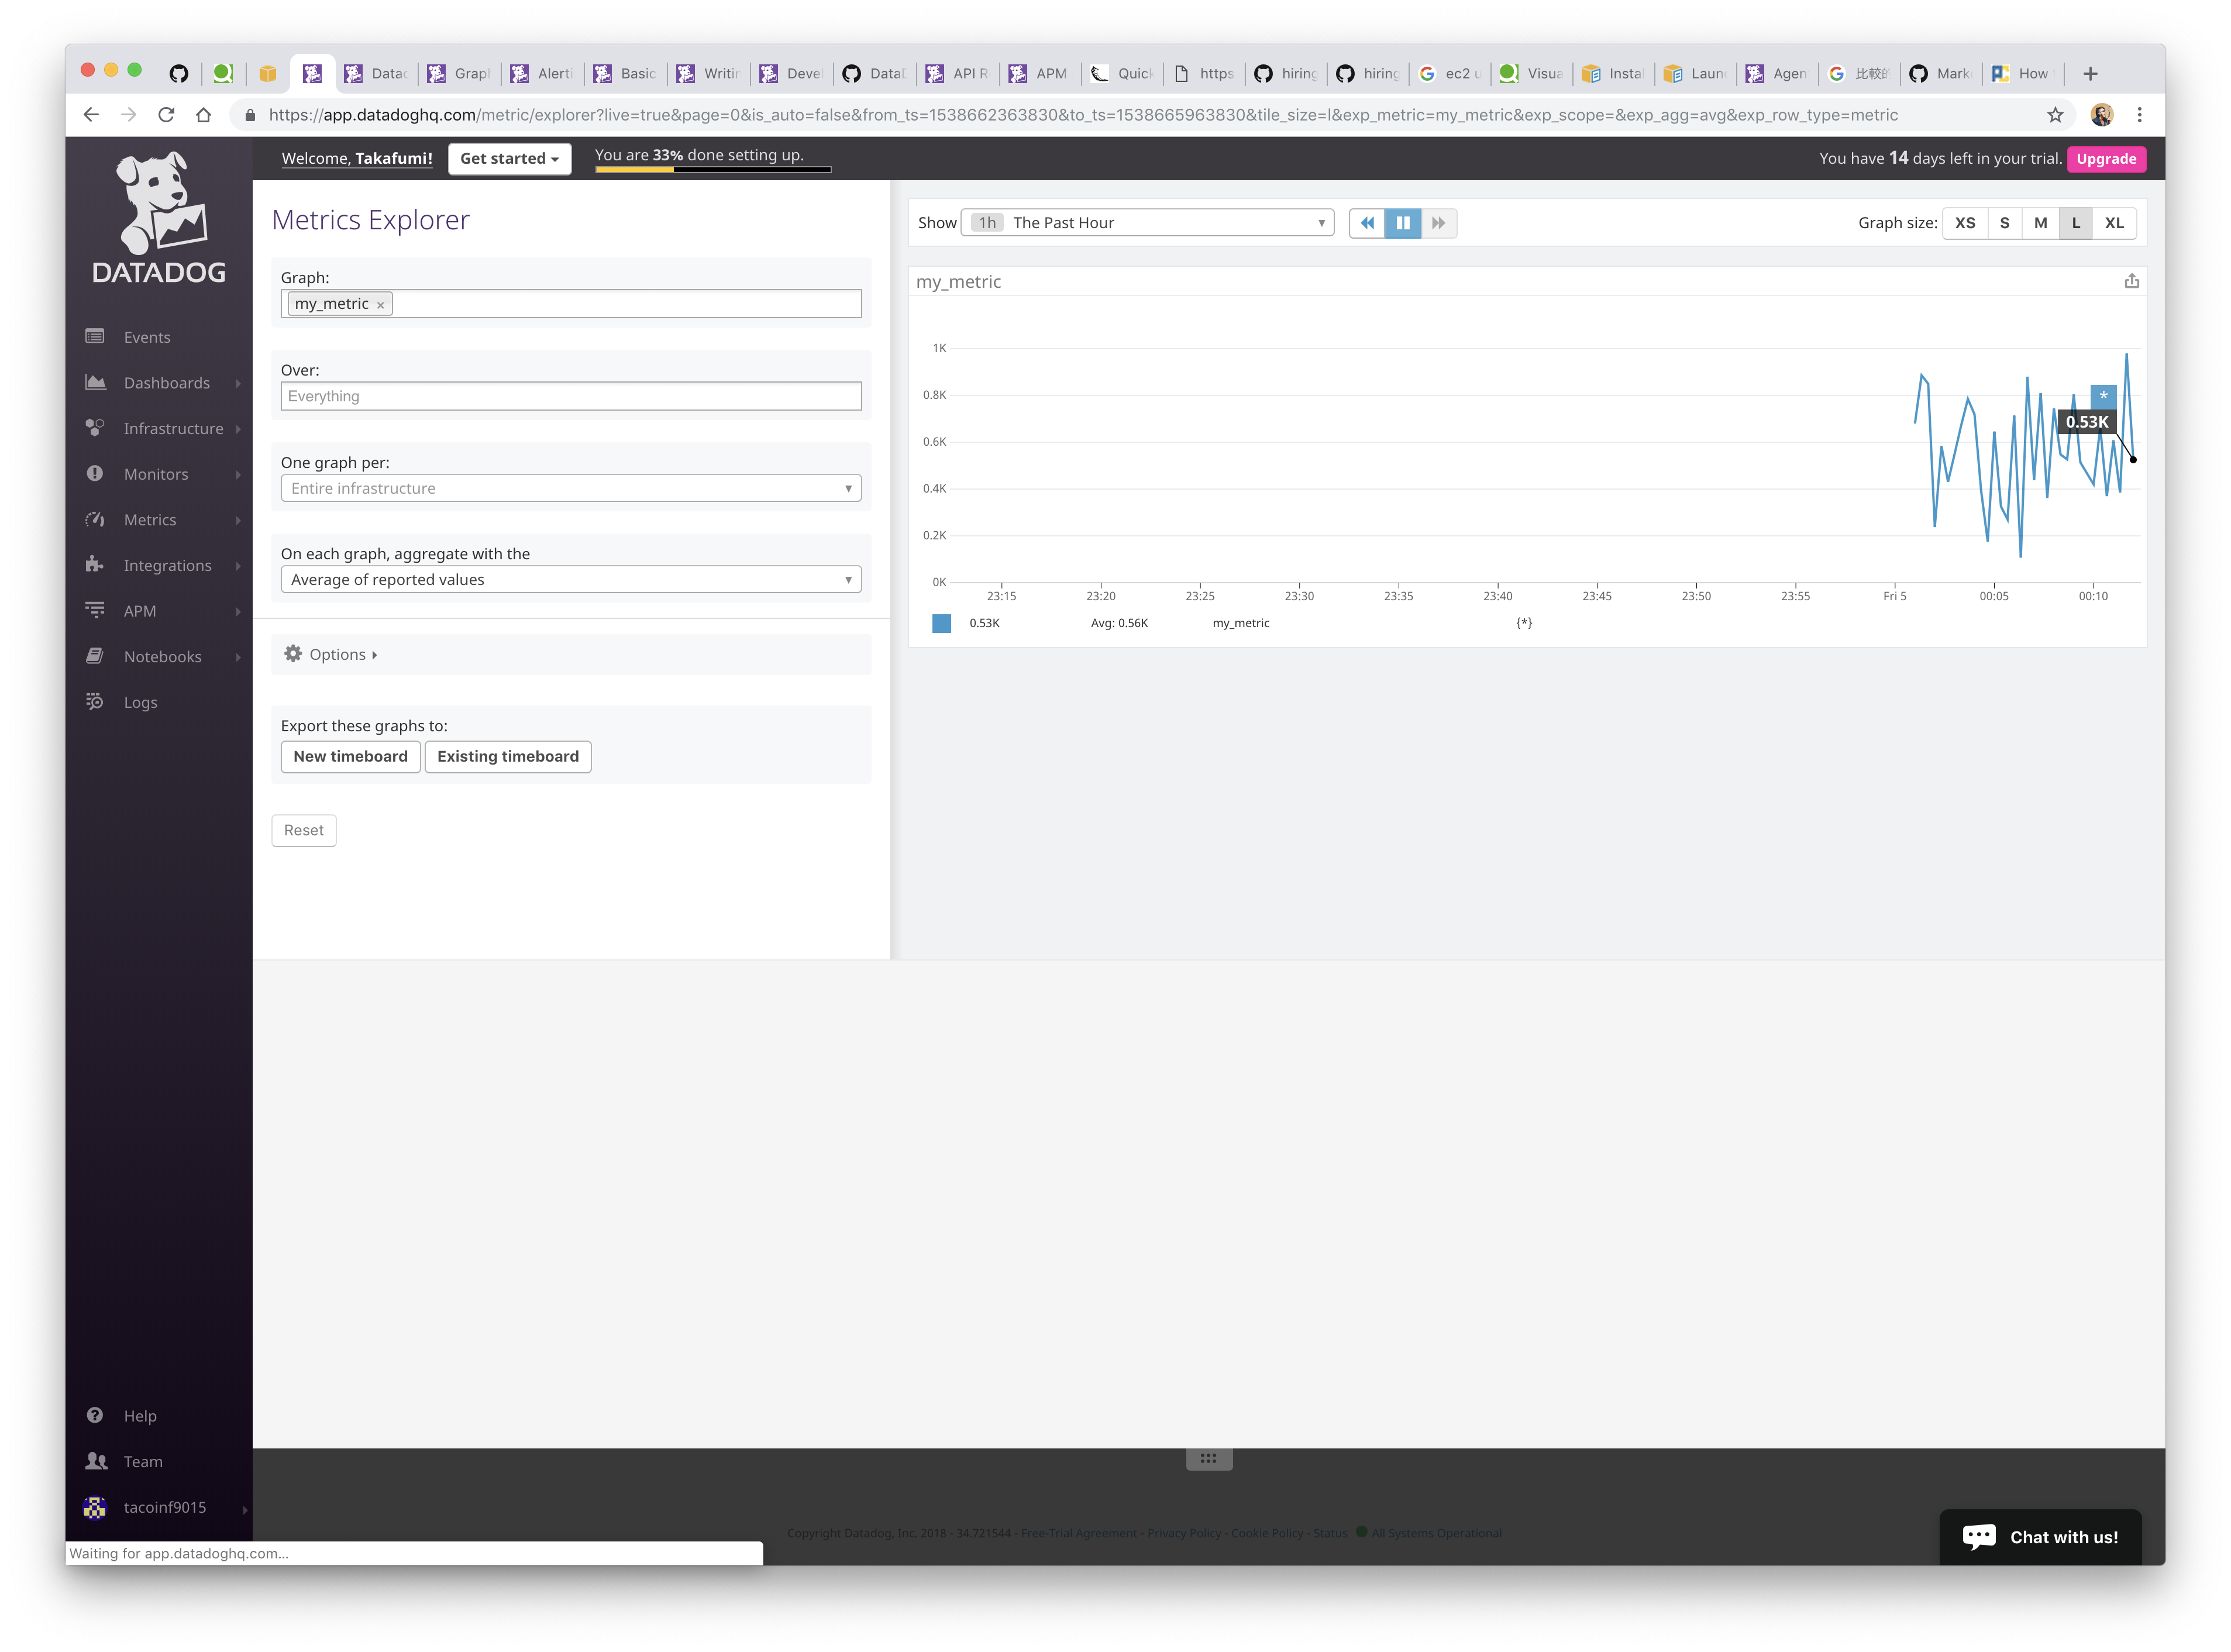 Datad
Graph
Alerti
Basic
Writin
Devel
DataD
API R
APM
Quick
https
hiring
hiring
ec2 u
Visua
Instal
Laun
Agen
比較的
Mark
How
https://app.datadoghq.com/metric/explorer?live=true&page=0&is_auto=false&from_ts=1538662363830&to_ts=1538665963830&tile_size=l&exp_metric=my_metric&exp_scope=&exp_agg=avg&exp_row_type=metric
DATADOG
Events
Dashboards
Infrastructure
Monitors
Metrics
Integrations
APM
Notebooks
Logs
Help
Team
tacoinf9015
Welcome, Takafumi!
Get started
You are 33% done setting up.
You have 14 days left in your trial.
Upgrade
Metrics Explorer
Graph:
my_metric ×
Over:
Everything
One graph per:
Entire infrastructure
On each graph, aggregate with the
Average of reported values
Options
Export these graphs to:
New timeboard
Existing timeboard
Reset
Show 1h The Past Hour
Graph size: XS S M L XL
my_metric
1K
0.8K
0.6K
0.4K
0.2K
0K
*
0.53K
23:15 23:20 23:25 23:30 23:35 23:40 23:45 23:50 23:55 Fri 5 00:05 00:10
0.53K Avg: 0.56K my_metric {*}
Copyright Datadog, Inc. 2018 - 34.721544 - Free-Trial Agreement - Privacy Policy - Cookie Policy - Status All Systems Operational
Chat with us!
Waiting for app.datadoghq.com...